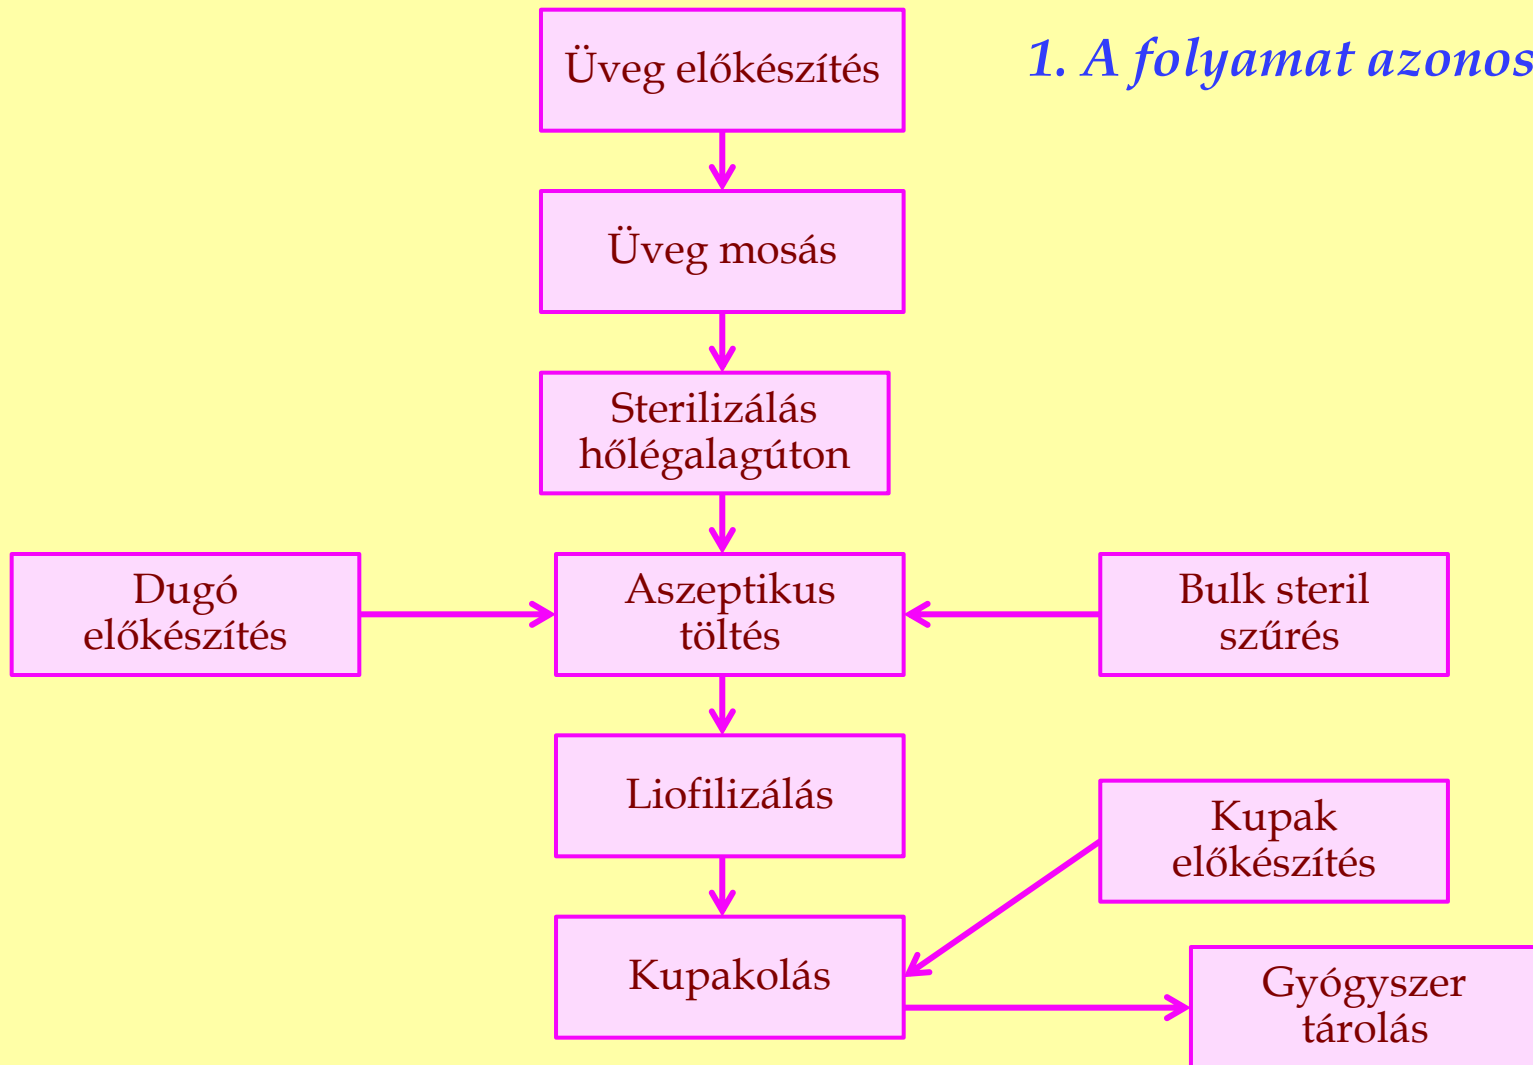 Üveg előkészítés
1. A folyamat azonos
Üveg mosás
Sterilizálás
hőlégalagúton
Dugó
előkészítés
Aszeptikus
töltés
Bulk steril
szűrés
Liofilizálás
Kupak
előkészítés
Kupakolás
Gyógyszer
tárolás